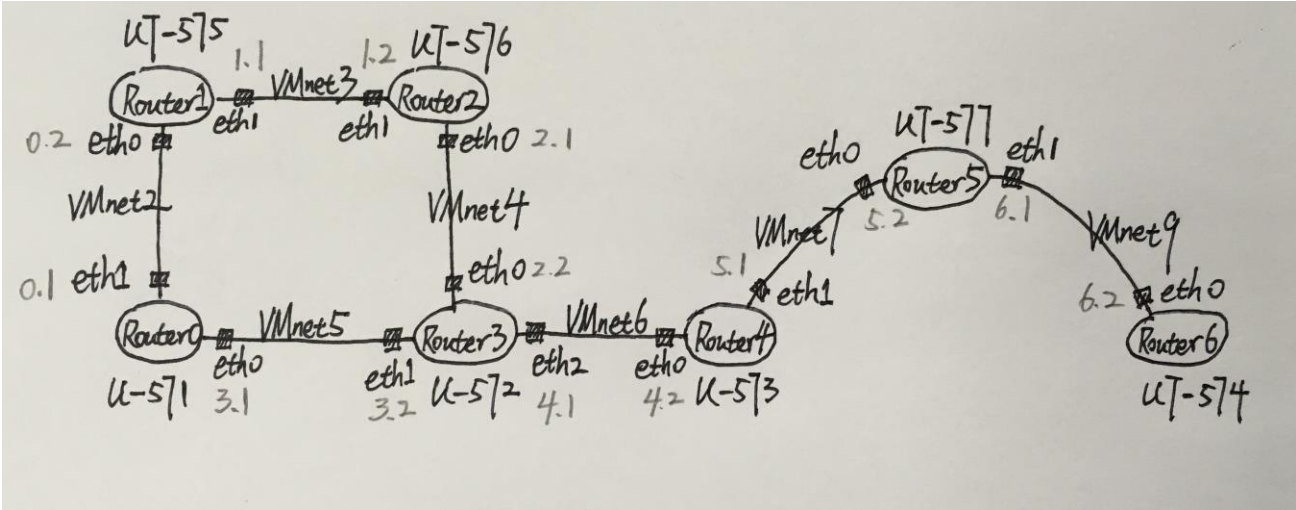 UT-575
UT-576
1.1
1.2
Router1
VMnet3
Router2
eth1
eth1
0.2 eth0
eth0 2.1
VMnet2
VMnet4
0.1 eth1
eth0 2.2
Router0
VMnet5
Router3
VMnet6
Router4
eth0
eth1
eth2
eth0
U-571
3.1
3.2
U-572
4.1
4.2
U-573
UT-577
eth0
eth1
Router5
5.2
6.1
VMnet7
VMnet9
5.1
eth1
6.2
eth0
Router6
UT-574